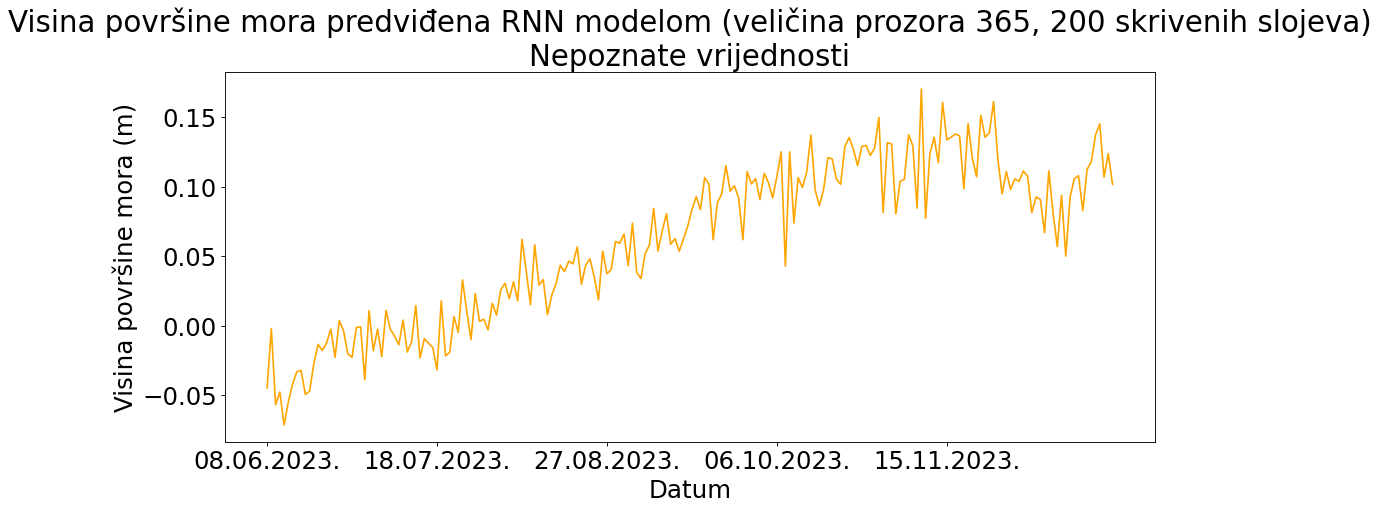 Visina površine mora predviđena RNN modelom (veličina prozora 365, 200 skrivenih slojeva)
Nepoznate vrijednosti
Visina površine mora (m)
0.15
0.10
0.05
0.00
−0.05
08.06.2023. 18.07.2023. 27.08.2023. 06.10.2023. 15.11.2023.
Datum